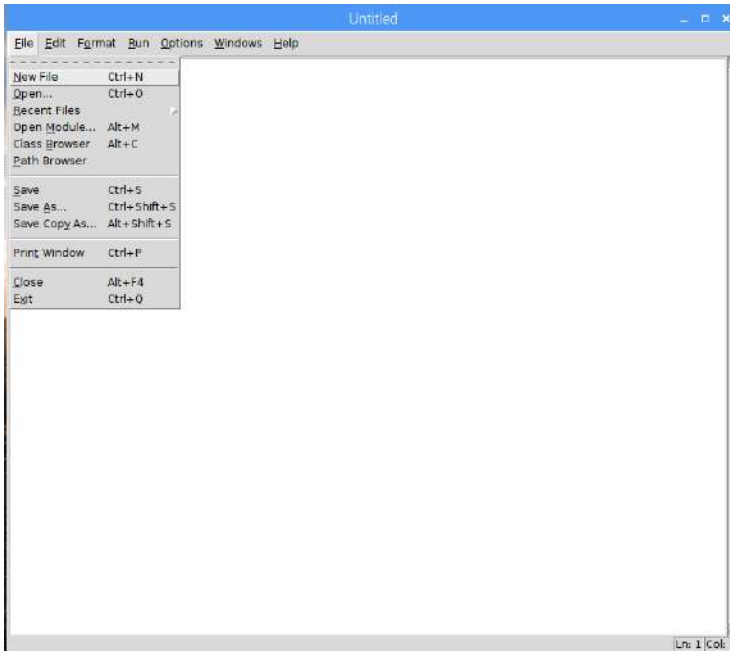 Untitled
File Edit Format Run Options Windows Help
New File Ctrl+N
Open... Ctrl+O
Recent Files
Open Module... Alt+M
Class Browser Alt+C
Path Browser
Save Ctrl+S
Save As... Ctrl+Shift+S
Save Copy As... Alt+Shift+S
Print Window Ctrl+P
Close Alt+F4
Exit Ctrl+Q
Ln: 1 Col: